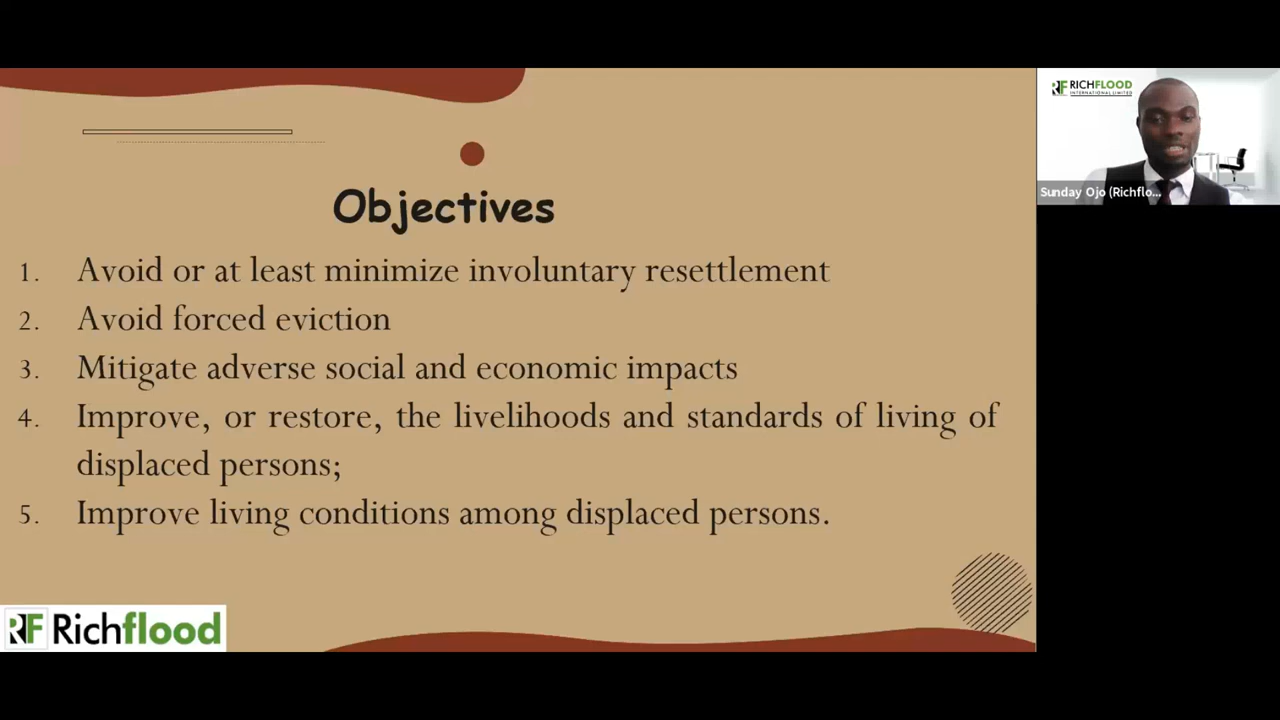 Objectives
1. Avoid or at least minimize involuntary resettlement
2. Avoid forced eviction
3. Mitigate adverse social and economic impacts
4. Improve, or restore, the livelihoods and standards of living of
displaced persons;
5. Improve living conditions among displaced persons.
RF Richflood
RF RICHFLOOD
INTERNATIONAL LIMITED
Sunday Ojo (Richflo...